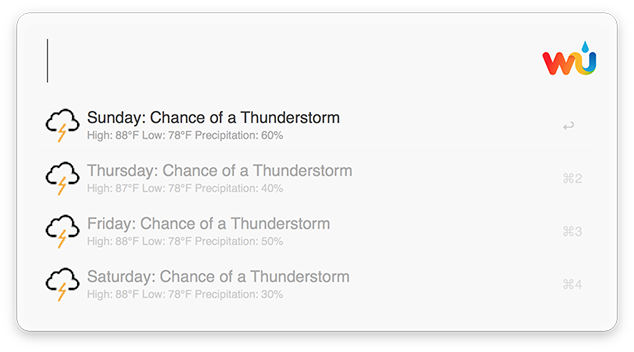 WU
Sunday: Chance of a Thunderstorm
High: 88°F Low: 78°F Precipitation: 60%
↩
Thursday: Chance of a Thunderstorm
High: 87°F Low: 78°F Precipitation: 40%
⌘2
Friday: Chance of a Thunderstorm
High: 88°F Low: 78°F Precipitation: 50%
⌘3
Saturday: Chance of a Thunderstorm
High: 88°F Low: 78°F Precipitation: 30%
⌘4